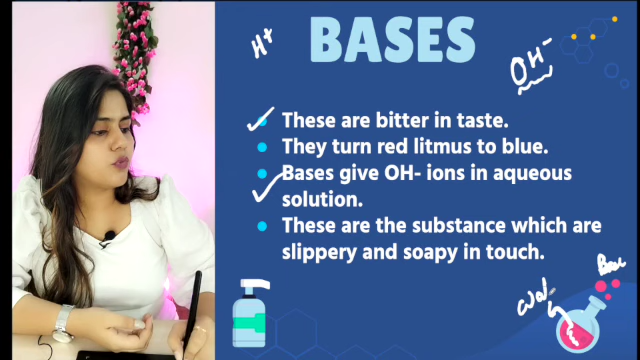 H+
BASES
OH-
These are bitter in taste.
They turn red litmus to blue.
Bases give OH- ions in aqueous
solution.
These are the substance which are
slippery and soapy in touch.